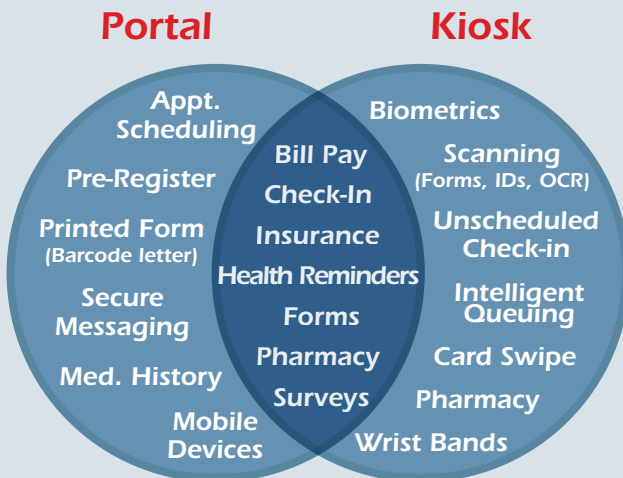 Portal
Kiosk
Appt.
Scheduling
Pre-Register
Printed Form
(Barcode letter)
Secure
Messaging
Med. History
Mobile
Devices
Bill Pay
Check-In
Insurance
Health Reminders
Forms
Pharmacy
Surveys
Biometrics
Scanning
(Forms, IDs, OCR)
Unscheduled
Check-in
Intelligent
Queuing
Card Swipe
Pharmacy
Wrist Bands